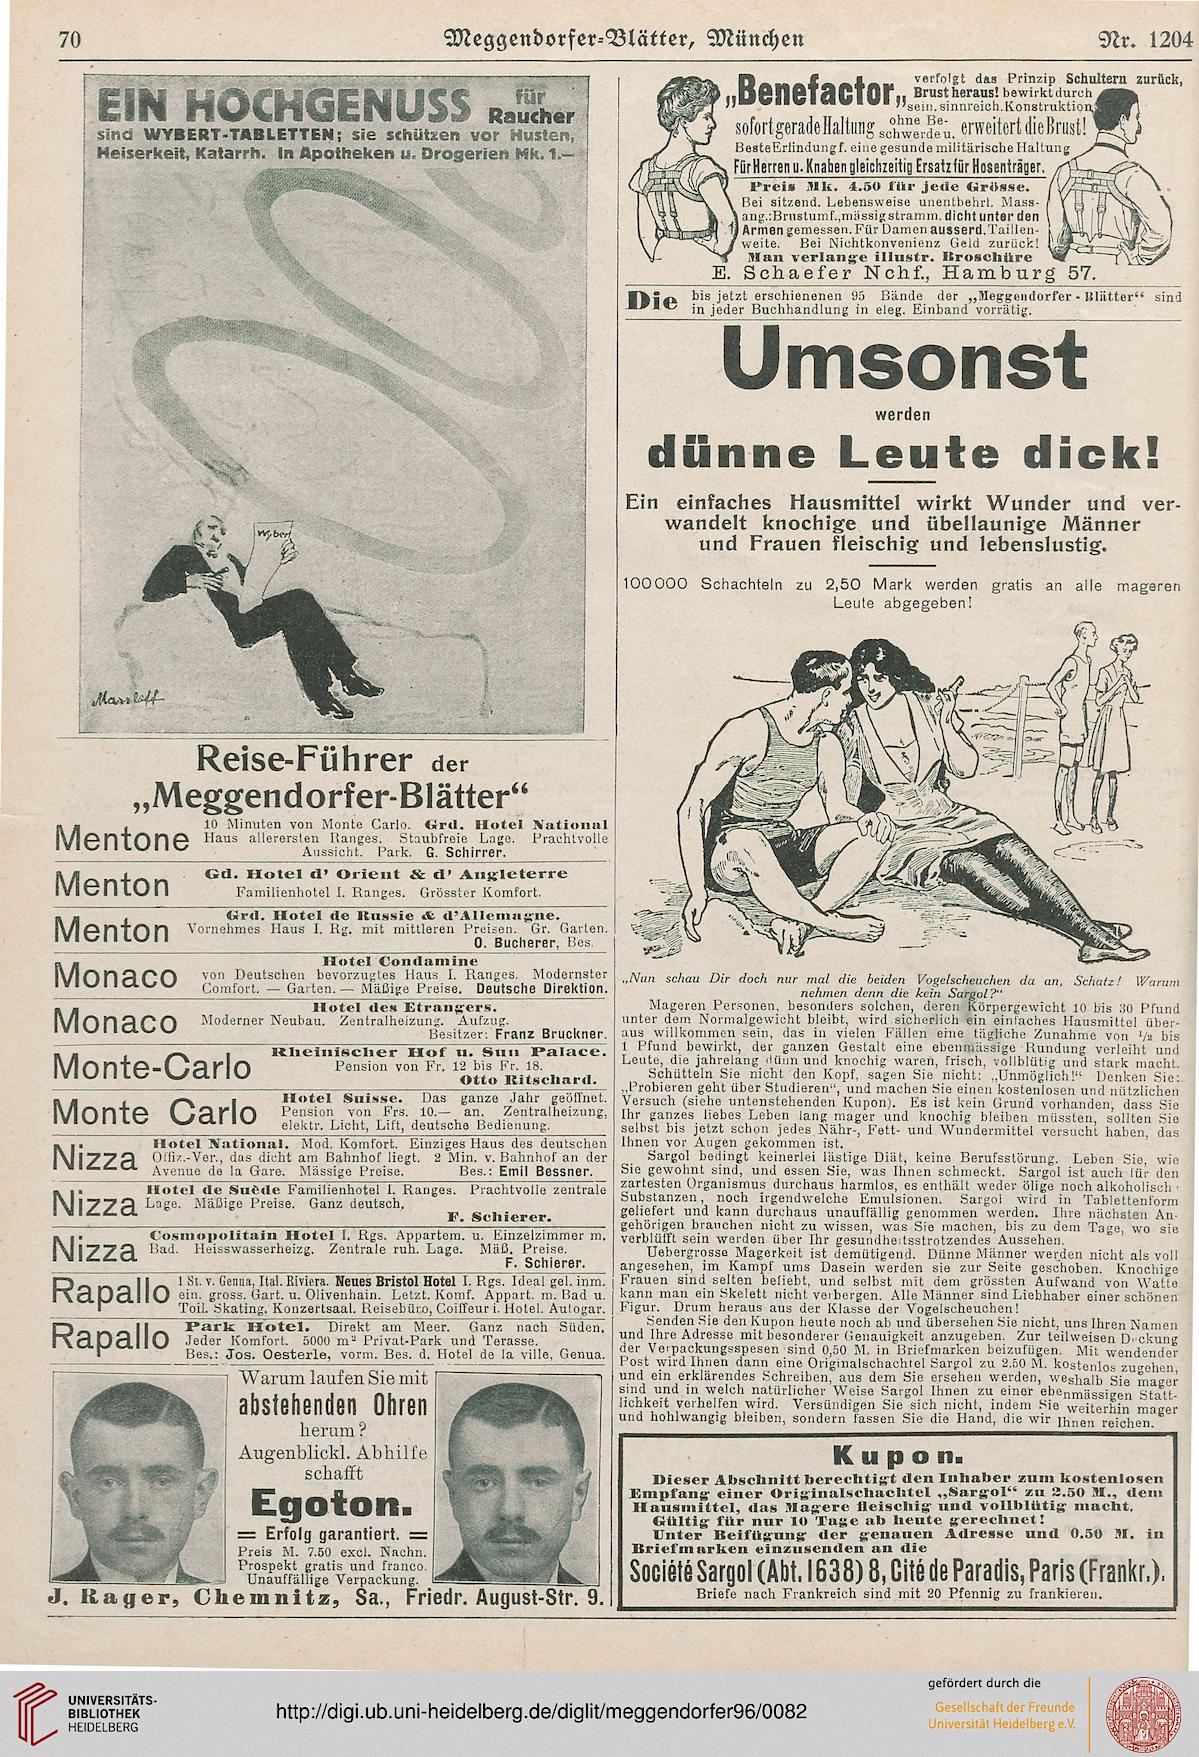 70
Meggendorfer-Blätter, München
Nr. 1204
EIN HOCHGENUSS für Raucher
sind WYBERT-TABLETTEN; sie schützen vor Husten,
Heiserkeit, Katarrh. In Apotheken u. Drogerien Mk. 1.—
Wybert
Reise-Führer der
„Meggendorfer-Blätter“
Mentone 10 Minuten von Monte Carlo. Grd. Hotel National
Haus allerersten Ranges. Staubfreie Lage. Prachtvolle
Aussicht. Park. G. Schirrer.
Menton Gd. Hotel d' Orient & d' Angleterre
Familienhotel I. Ranges. Grösster Komfort.
Menton Grd. Hotel de Russie & d'Allemagne.
Vornehmes Haus I. Rg. mit mittleren Preisen. Gr. Garten.
O. Bucherer, Bes.
Monaco Hotel Condamine
von Deutschen bevorzugtes Haus I. Ranges. Modernster
Comfort. — Garten. — Mäßige Preise. Deutsche Direktion.
Monaco Hotel des Etrangers.
Moderner Neubau. Zentralheizung. Aufzug.
Besitzer: Franz Bruckner.
Monte-Carlo Rheinischer Hof u. Sun Palace.
Pension von Fr. 12 bis Fr. 18.
Otto Ritschard.
Monte Carlo Hotel Suisse. Das ganze Jahr geöffnet.
Pension von Frs. 10.— an. Zentralheizung,
elektr. Licht, Lift, deutsche Bedienung.
Nizza Hotel National. Mod. Komfort. Einziges Haus des deutschen
Offiz.-Ver., das dicht am Bahnhof liegt. 2 Min. v. Bahnhof an der
Avenue de la Gare. Mässige Preise. Bes.: Emil Bessner.
Nizza Hotel de Suède Familienhotel I. Ranges. Prachtvolle zentrale
Lage. Mäßige Preise. Ganz deutsch.
F. Schierer.
Nizza Cosmopolitain Hotel I. Rgs. Appartem. u. Einzelzimmer m.
Bad. Heisswasserheizg. Zentrale ruh. Lage. Mäß. Preise.
F. Schierer.
Rapallo 1 St. v. Genua, Ital. Riviera. Neues Bristol Hotel I. Rgs. Ideal gel. inm.
ein. gross. Gart. u. Olivenhain. Letzt. Komf. Appart. m. Bad u.
Toil. Skating, Konzertsaal. Reisebüro, Coiffeur i. Hotel. Autogar.
Rapallo Park Hotel. Direkt am Meer. Ganz nach Süden.
Jeder Komfort. 5000 m² Privat-Park und Terasse.
Bes.: Jos. Oesterle, vorm. Bes. d. Hotel de la ville, Genua.
Warum laufen Sie mit
abstehenden Ohren
herum?
Augenblickl. Abhilfe
schafft
Egoton.
= Erfolg garantiert. =
Preis M. 7.50 excl. Nachn.
Prospekt gratis und franco.
Unauffällige Verpackung.
J. Rager, Chemnitz, Sa., Friedr. August-Str. 9.
„Benefactor„ verfolgt das Prinzip Schultern zurück,
Brust heraus! bewirkt durch
sein. sinnreich. Konstruktion
sofort gerade Haltung ohne Beschwerde u. erweitert die Brust!
Beste Erfindung f. eine gesunde militärische Haltung
Für Herren u. Knaben gleichzeitig Ersatz für Hosenträger.
Preis Mk. 4.50 für jede Grösse.
Bei sitzend. Lebensweise unentbehrl. Mass-
ang.: Brustumf., mässig stramm. dicht unter den
Armen gemessen. Für Damen ausserd. Taillen-
weite. Bei Nichtkonvenienz Geld zurück!
Man verlange illustr. Broschüre
E. Schaefer Nchf., Hamburg 57.
Die bis jetzt erschienenen 95 Bände der „Meggendorfer-Blätter“ sind
in jeder Buchhandlung in eleg. Einband vorrätig.
Umsonst
werden
dünne Leute dick!
Ein einfaches Hausmittel wirkt Wunder und ver-
wandelt knochige und übellaunige Männer
und Frauen fleischig und lebenslustig.
100000 Schachteln zu 2,50 Mark werden gratis an alle mageren
Leute abgegeben!
„Nun schau Dir doch nur mal die beiden Vogelscheuchen da an, Schatz! Warum
nehmen denn die kein Sargol?“
Mageren Personen, besonders solchen, deren Körpergewicht 10 bis 30 Pfund
unter dem Normalgewicht bleibt, wird sicherlich ein einfaches Hausmittel über-
aus willkommen sein, das in vielen Fällen eine tägliche Zunahme von ½ bis
1 Pfund bewirkt, der ganzen Gestalt eine ebenmässige Rundung verleiht und
Leute, die jahrelang dünn und knochig waren, frisch, vollblütig und stark macht.
Schütteln Sie nicht den Kopf, sagen Sie nicht: „Unmöglich!“ Denken Sie:
„Probieren geht über Studieren“, und machen Sie einen kostenlosen und nützlichen
Versuch (siehe untenstehenden Kupon). Es ist kein Grund vorhanden, dass Sie
Ihr ganzes liebes Leben lang mager und knochig bleiben müssten, sollten Sie
selbst bis jetzt schon jedes Nähr-, Fett- und Wundermittel versucht haben, das
Ihnen vor Augen gekommen ist.
Sargol bedingt keinerlei lästige Diät, keine Berufsstörung. Leben Sie, wie
Sie gewohnt sind, und essen Sie, was Ihnen schmeckt. Sargol ist auch für den
zartesten Organismus durchaus harmlos, es enthält weder ölige noch alkoholisch
Substanzen, noch irgendwelche Emulsionen. Sargol wird in Tablettenform
geliefert und kann durchaus unauffällig genommen werden. Ihre nächsten An-
gehörigen brauchen nicht zu wissen, was Sie machen, bis zu dem Tage, wo sie
verblüfft sein werden über Ihr gesundheitsstrotzendes Aussehen.
Uebergrosse Magerkeit ist demütigend. Dünne Männer werden nicht als voll
angesehen, im Kampf ums Dasein werden sie zur Seite geschoben. Knochige
Frauen sind selten beliebt, und selbst mit dem grössten Aufwand von Watte
kann man ein Skelett nicht verbergen. Alle Männer sind Liebhaber einer schönen
Figur. Drum heraus aus der Klasse der Vogelscheuchen!
Senden Sie den Kupon heute noch ab und übersehen Sie nicht, uns Ihren Namen
und Ihre Adresse mit besonderer Genauigkeit anzugeben. Zur teilweisen Deckung
der Verpackungsspesen sind 0,50 M. in Briefmarken beizufügen. Mit wendender
Post wird Ihnen dann eine Originalschachtel Sargol zu 2.50 M. kostenlos zugehen,
und ein erklärendes Schreiben, aus dem Sie ersehen werden, weshalb Sie mager
sind und in welch natürlicher Weise Sargol Ihnen zu einer ebenmässigen Statt-
lichkeit verhelfen wird. Versündigen Sie sich nicht, indem Sie weiterhin mager
und hohlwangig bleiben, sondern fassen Sie die Hand, die wir Ihnen reichen.
Kupon.
Dieser Abschnitt berechtigt den Inhaber zum kostenlosen
Empfang einer Originalschachtel „Sargol“ zu 2.50 M., dem
Hausmittel, das Magere fleischig und vollblütig macht.
Gültig für nur 10 Tage ab heute gerechnet!
Unter Beifügung der genauen Adresse und 0.50 M. in
Briefmarken einzusenden an die
Société Sargol (Abt. 1638) 8, Cité de Paradis, Paris (Frankr.).
Briefe nach Frankreich sind mit 20 Pfennig zu frankieren.
UNIVERSITÄTS-
BIBLIOTHEK
HEIDELBERG
http://digi.ub.uni-heidelberg.de/diglit/meggendorfer96/0082
gefördert durch die
Gesellschaft der Freunde
Universität Heidelberg e.V.